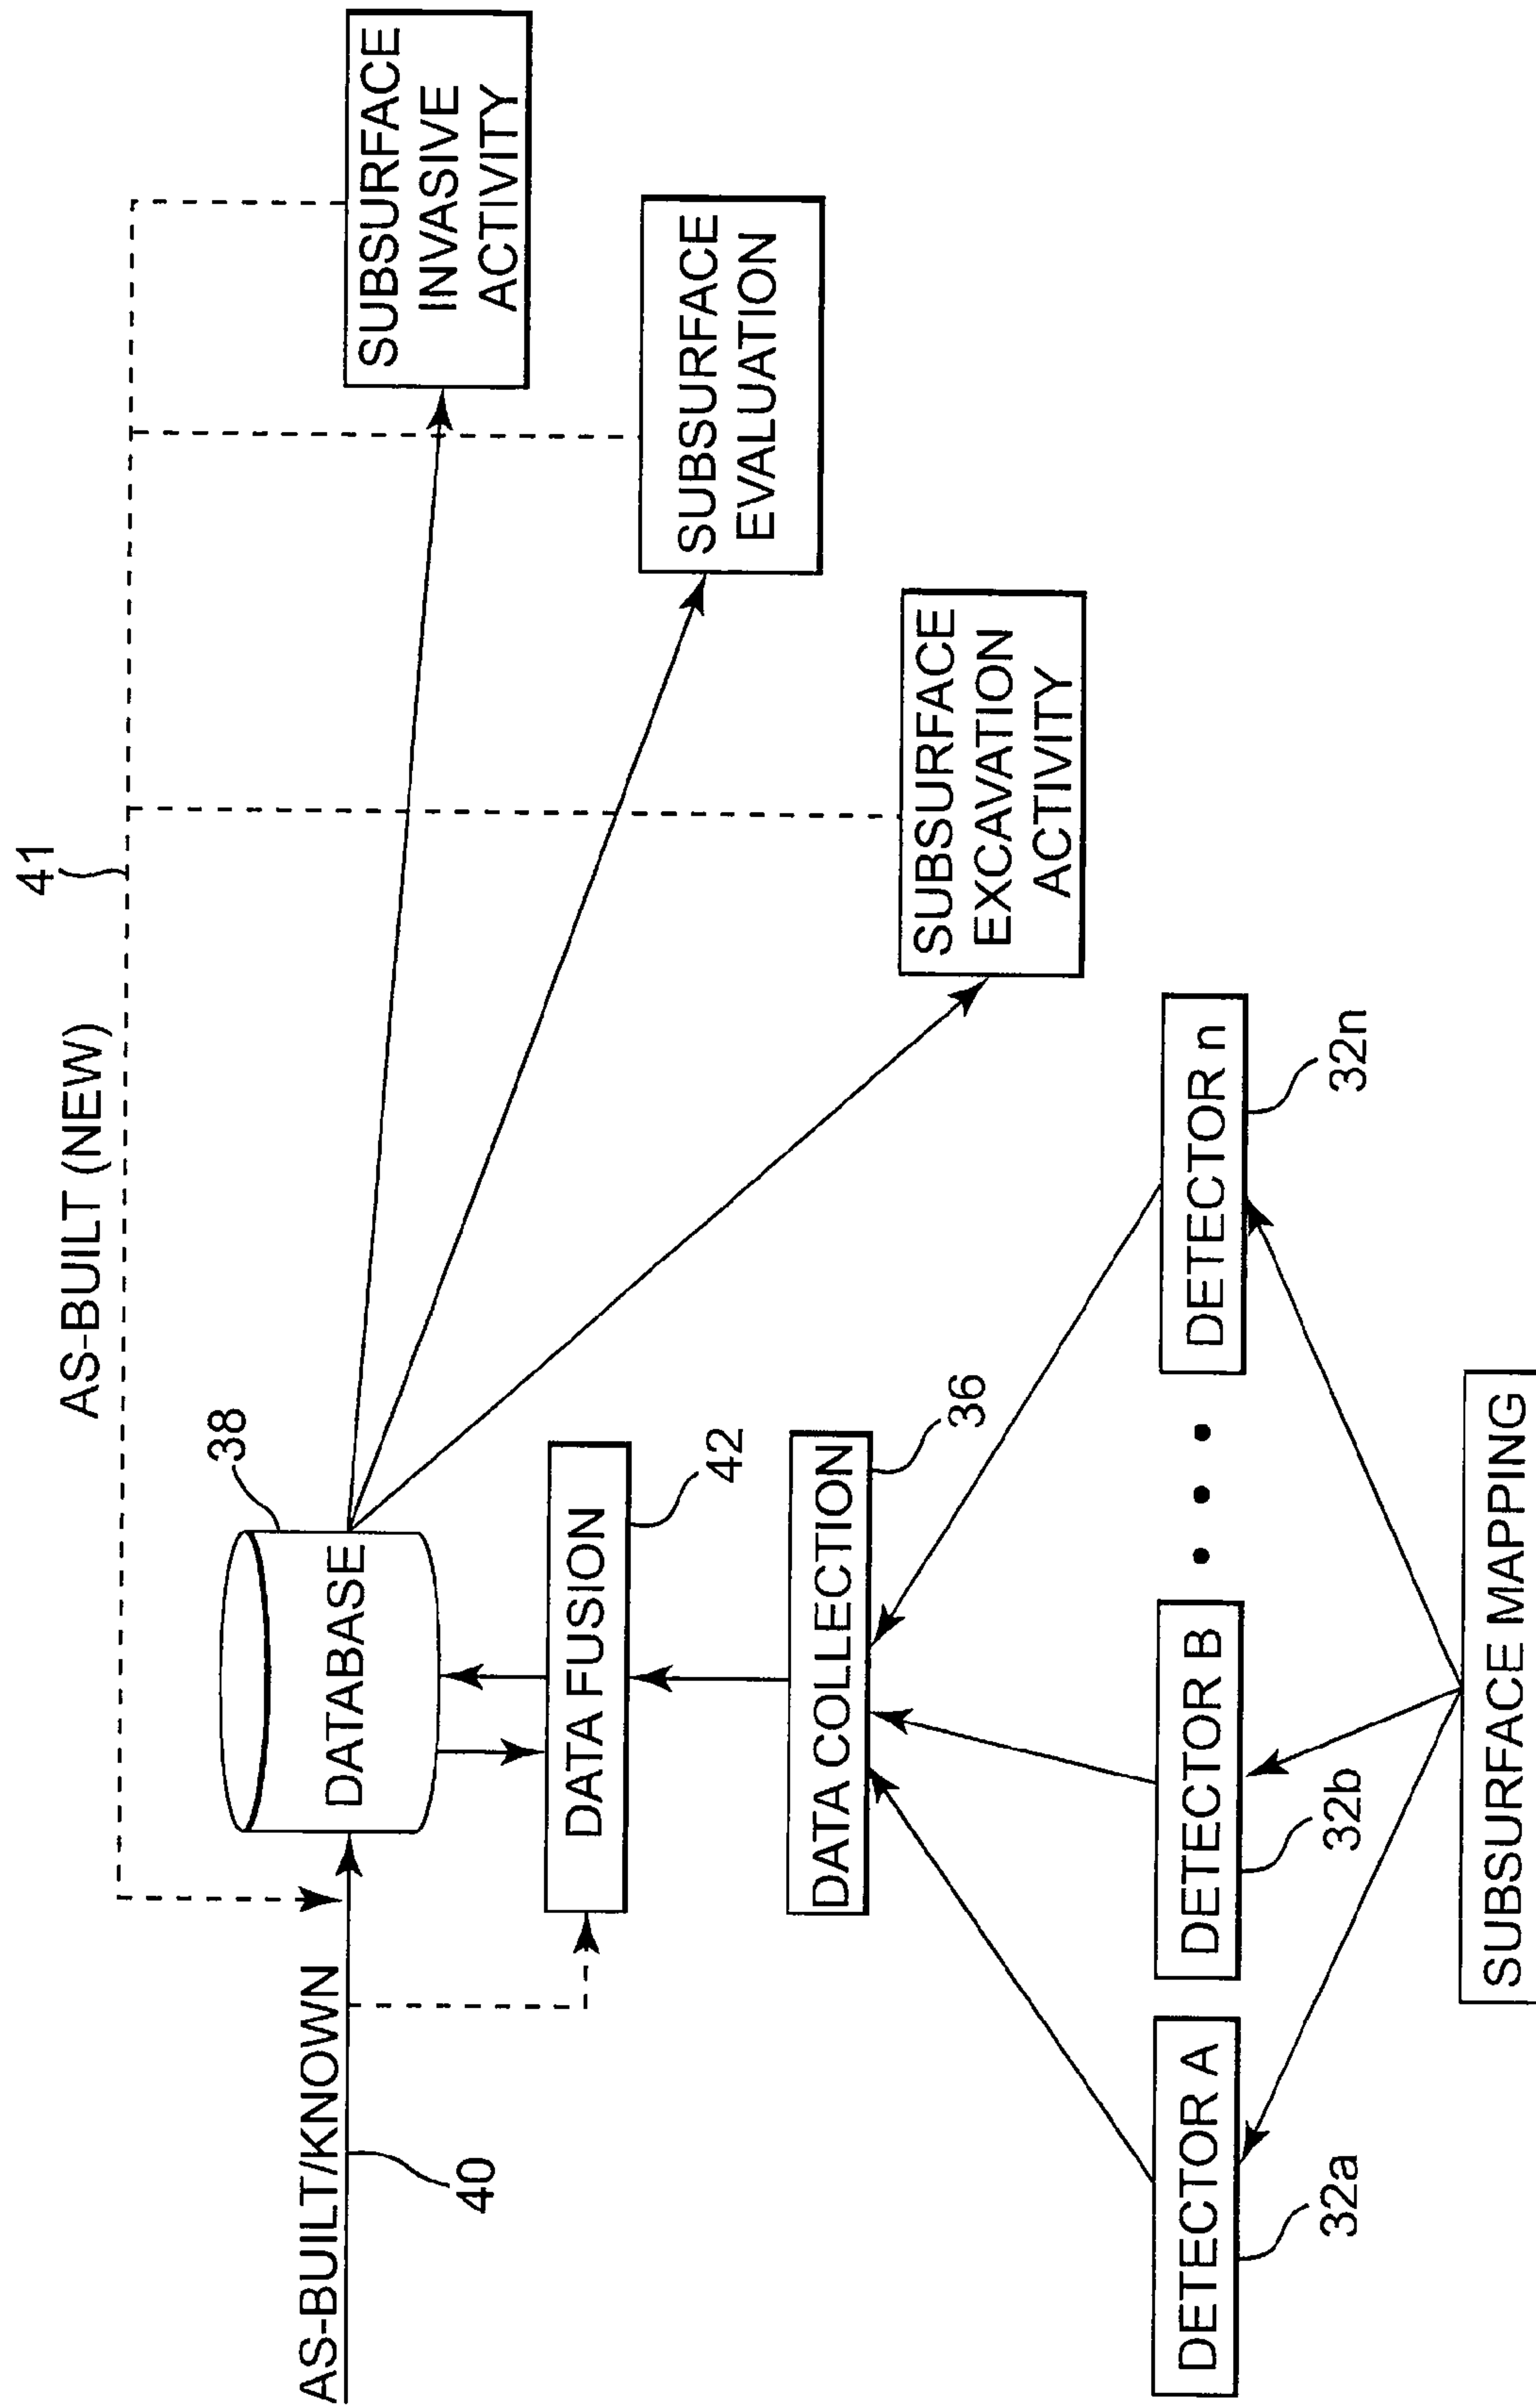 41
AS-BUILT (NEW)
38
AS-BUILT/KNOWN
40
DATABASE
SUBSURFACE
INVASIVE
ACTIVITY
DATA FUSION
42
SUBSURFACE
EVALUATION
DATA COLLECTION
36
SUBSURFACE
EXCAVATION
ACTIVITY
DETECTOR A
DETECTOR B
DETECTOR n
32a
32b
32n
SUBSURFACE MAPPING